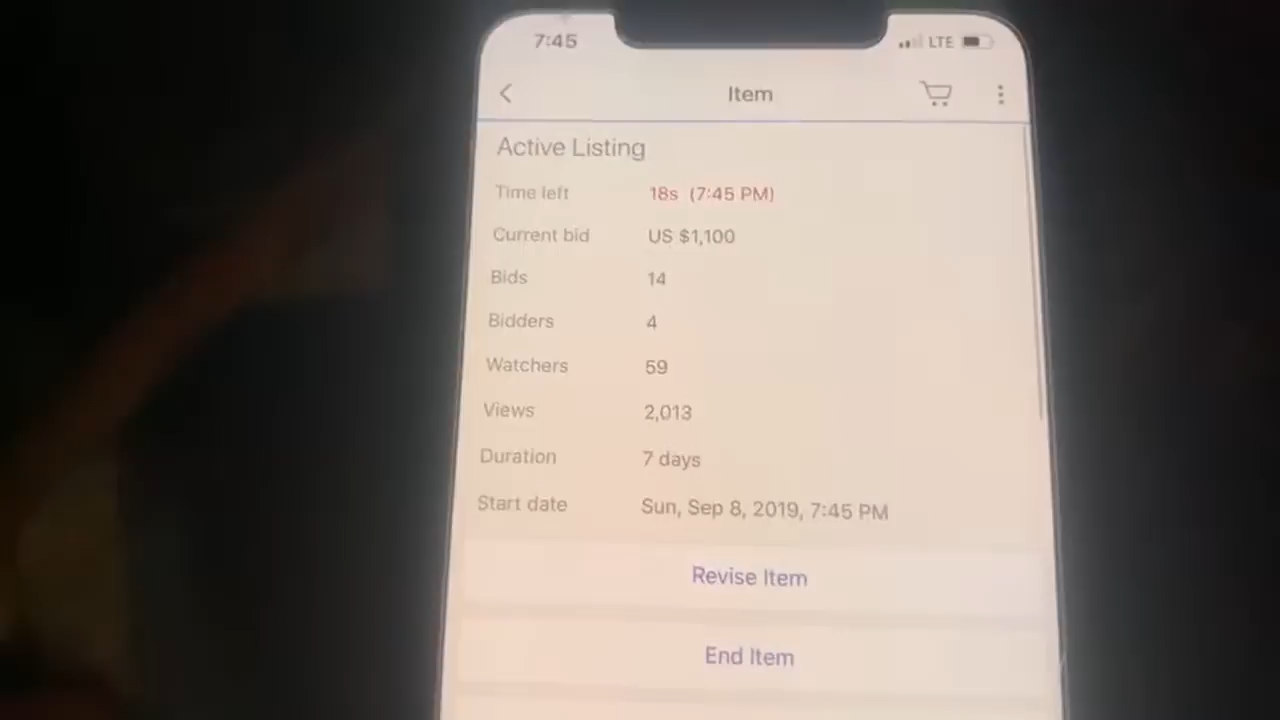 7:45
LTE
Item
Active Listing
Time left 18s (7:45 PM)
Current bid US $1,100
Bids 14
Bidders 4
Watchers 59
Views 2,013
Duration 7 days
Start date Sun, Sep 8, 2019, 7:45 PM
Revise Item
End Item